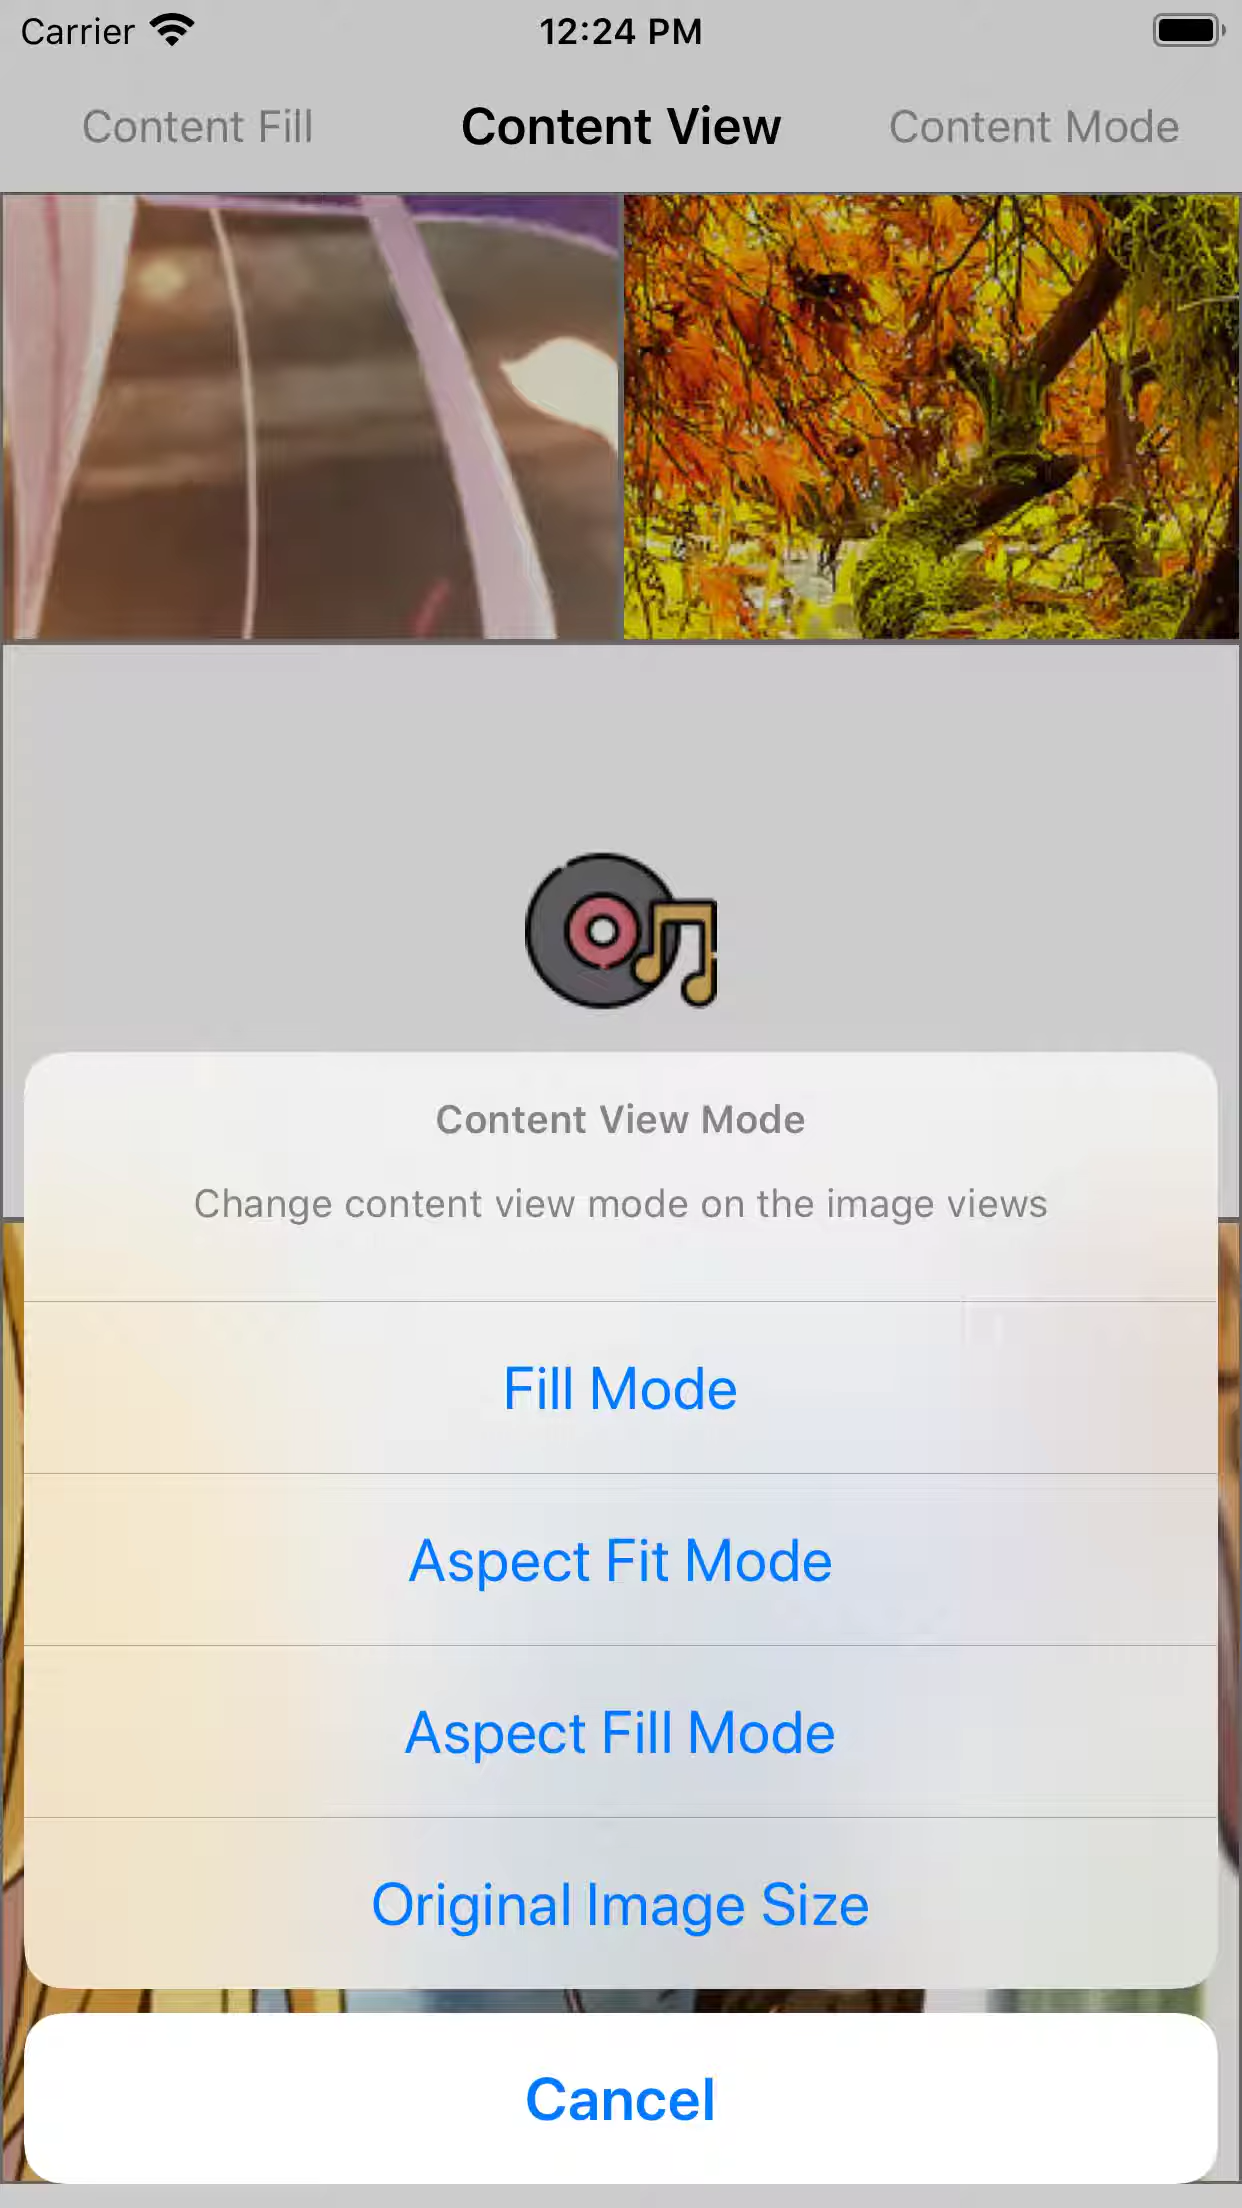 Carrier 12:24 PM
Content Fill Content View Content Mode
Content View Mode
Change content view mode on the image views
Fill Mode
Aspect Fit Mode
Aspect Fill Mode
Original Image Size
Cancel